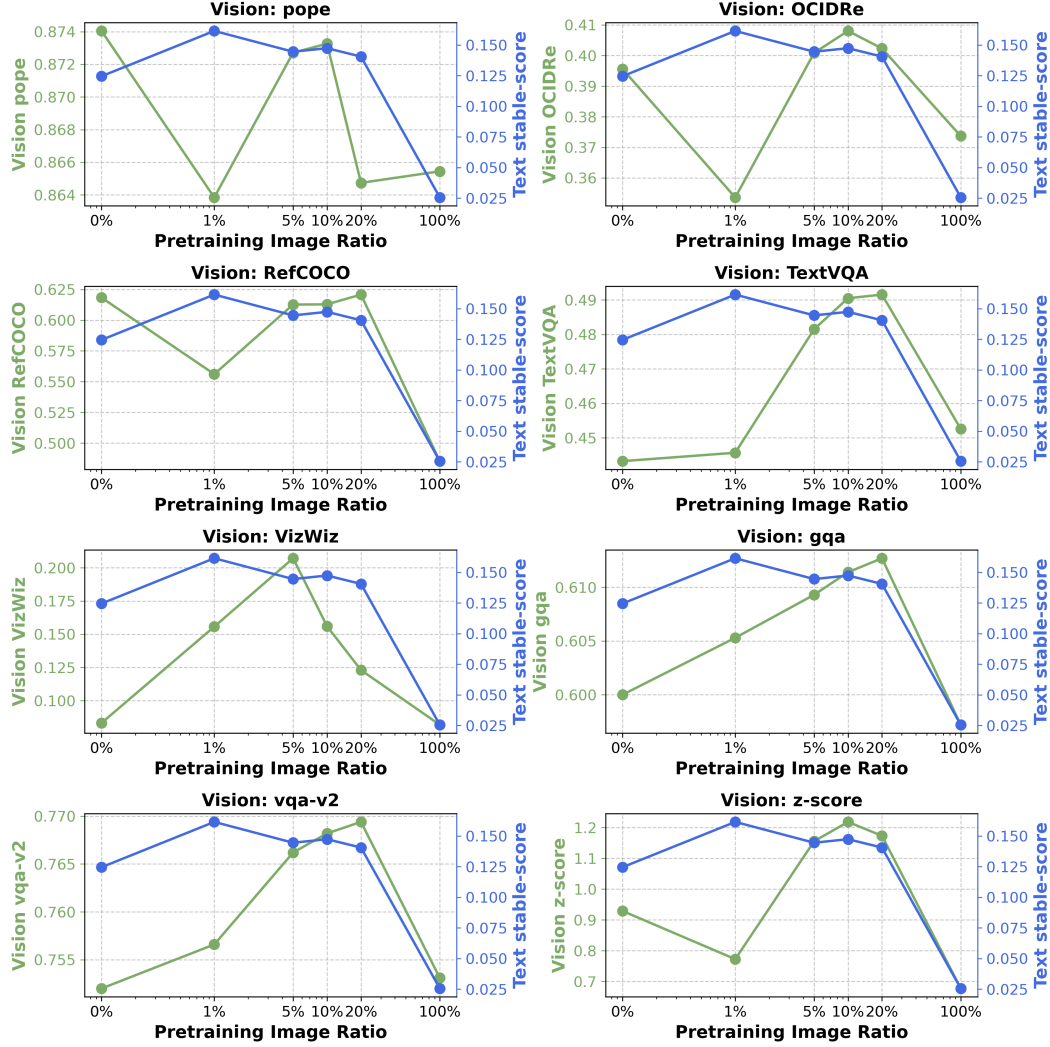 Vision: pope
Vision pope
0.874
0.872
0.870
0.868
0.866
0.864
0.150
0.125
0.100
0.075
0.050
0.025
Text stable-score
0% 1% 5% 10% 20% 100%
Pretraining Image Ratio
Vision: OCIDRe
Vision OCIDRe
0.41
0.40
0.39
0.38
0.37
0.36
0.150
0.125
0.100
0.075
0.050
0.025
Text stable-score
0% 1% 5% 10% 20% 100%
Pretraining Image Ratio
Vision: RefCOCO
Vision RefCOCO
0.625
0.600
0.575
0.550
0.525
0.500
0.150
0.125
0.100
0.075
0.050
0.025
Text stable-score
0% 1% 5% 10% 20% 100%
Pretraining Image Ratio
Vision: TextVQA
Vision TextVQA
0.49
0.48
0.47
0.46
0.45
0.150
0.125
0.100
0.075
0.050
0.025
Text stable-score
0% 1% 5% 10% 20% 100%
Pretraining Image Ratio
Vision: VizWiz
Vision VizWiz
0.200
0.175
0.150
0.125
0.100
0.150
0.125
0.100
0.075
0.050
0.025
Text stable-score
0% 1% 5% 10% 20% 100%
Pretraining Image Ratio
Vision: gqa
Vision gqa
0.610
0.605
0.600
0.150
0.125
0.100
0.075
0.050
0.025
Text stable-score
0% 1% 5% 10% 20% 100%
Pretraining Image Ratio
Vision: vqa-v2
Vision vqa-v2
0.770
0.765
0.760
0.755
0.150
0.125
0.100
0.075
0.050
0.025
Text stable-score
0% 1% 5% 10% 20% 100%
Pretraining Image Ratio
Vision: z-score
Vision z-score
1.2
1.1
1.0
0.9
0.8
0.7
0.150
0.125
0.100
0.075
0.050
0.025
Text stable-score
0% 1% 5% 10% 20% 100%
Pretraining Image Ratio